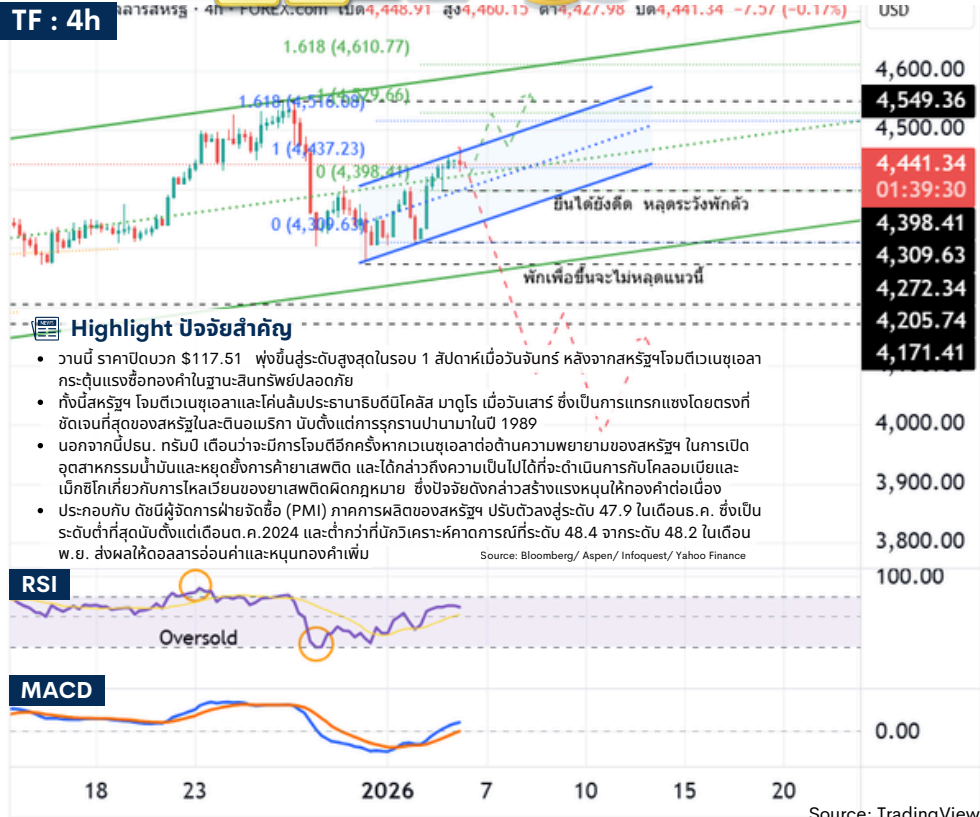 TF : 4h
ลารสหรัฐ · 4h · FOREX.com เปิด4,448.91 สูง4,460.15 ต่ำ4,427.98 ปิด4,441.34 −7.57 (−0.17%)
USD
1.618 (4,610.77)
4,600.00
1.618 (4,516.08)
1 (4,529.66)
4,549.36
4,500.00
1 (4,437.23)
4,441.34
01:39:30
0 (4,398.41)
ยืนได้ยังดีด หลุดระวังพักตัว
4,398.41
0 (4,309.63)
4,309.63
พักเพื่อขึ้นจะไม่หลุดแนวนี้
4,272.34
4,205.74
4,171.41
NEWS
Highlight ปัจจัยสำคัญ
• วานนี้ ราคาปิดบวก $117.51 พุ่งขึ้นสู่ระดับสูงสุดในรอบ 1 สัปดาห์เมื่อวันจันทร์ หลังจากสหรัฐฯโจมตีเวเนซุเอลา
กระตุ้นแรงซื้อทองคำในฐานะสินทรัพย์ปลอดภัย
• ทั้งนี้สหรัฐฯ โจมตีเวเนซุเอลาและโค่นล้มประธานาธิบดีนิโคลัส มาดูโร เมื่อวันเสาร์ ซึ่งเป็นการแทรกแซงโดยตรงที่
ชัดเจนที่สุดของสหรัฐในละตินอเมริกา นับตั้งแต่การรุกรานปานามาในปี 1989
• นอกจากนี้ปธน. ทรัมป์ เตือนว่าจะมีการโจมตีอีกครั้งหากเวเนซุเอลาต่อต้านความพยายามของสหรัฐฯ ในการเปิด
อุตสาหกรรมน้ำมันและหยุดยั้งการค้ายาเสพติด และได้กล่าวถึงความเป็นไปได้ที่จะดำเนินการกับโคลอมเบียและ
เม็กซิโกเกี่ยวกับการไหลเวียนของยาเสพติดผิดกฎหมาย ซึ่งปัจจัยดังกล่าวสร้างแรงหนุนให้ทองคำต่อเนื่อง
• ประกอบกับ ดัชนีผู้จัดการฝ่ายจัดซื้อ (PMI) ภาคการผลิตของสหรัฐฯ ปรับตัวลงสู่ระดับ 47.9 ในเดือนธ.ค. ซึ่งเป็น
ระดับต่ำที่สุดนับตั้งแต่เดือนต.ค.2024 และต่ำกว่าที่นักวิเคราะห์คาดการณ์ที่ระดับ 48.4 จากระดับ 48.2 ในเดือน
พ.ย. ส่งผลให้ดอลลาร์อ่อนค่าและหนุนทองคำเพิ่ม
Source: Bloomberg/ Aspen/ Infoquest/ Yahoo Finance
4,000.00
3,900.00
3,800.00
RSI
100.00
Oversold
MACD
0.00
18 23 2026 7 10 15 20
Source: TradingView